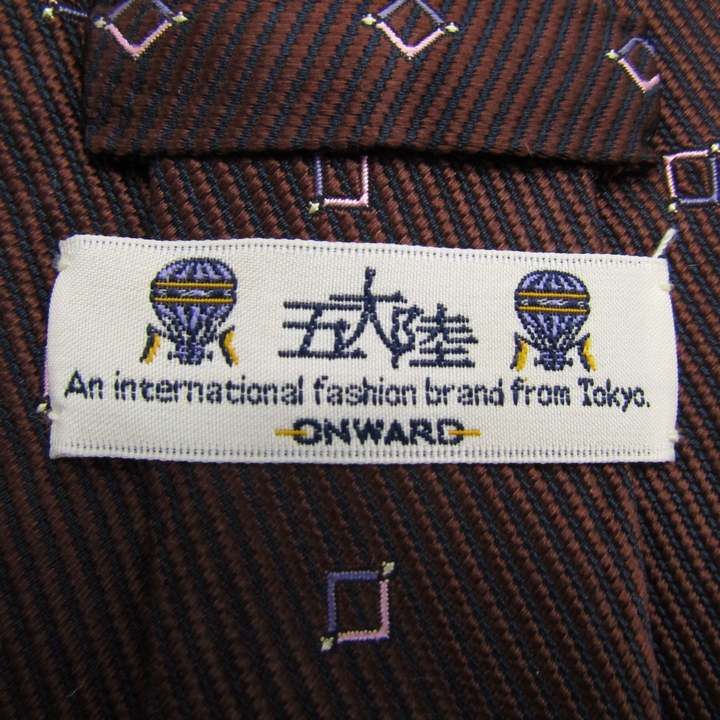 五大陸
An international fashion brand from Tokyo.
ONWARD